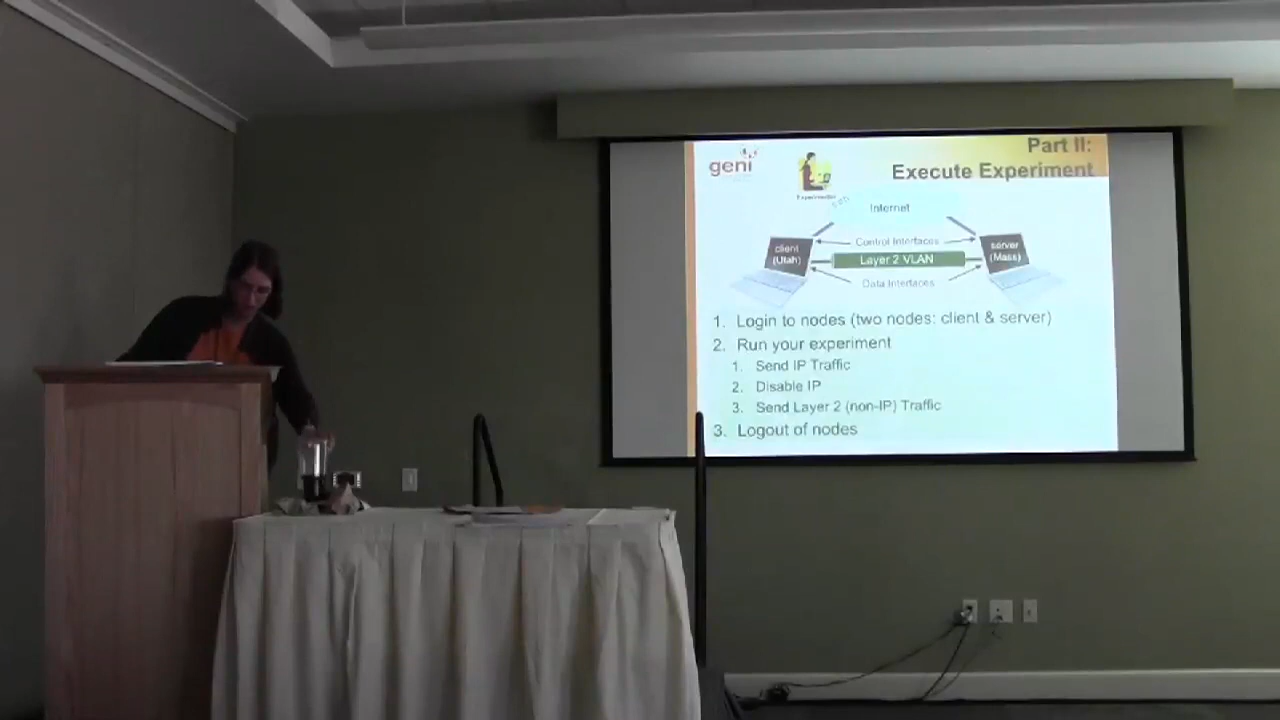 geni
Part II:
Execute Experiment
Experimenter
Internet
client
(Utah)
Control Interfaces
server
(Mass)
Layer 2 VLAN
Data Interfaces
1. Login to nodes (two nodes: client & server)
2. Run your experiment
1. Send IP Traffic
2. Disable IP
3. Send Layer 2 (non-IP) Traffic
3. Logout of nodes